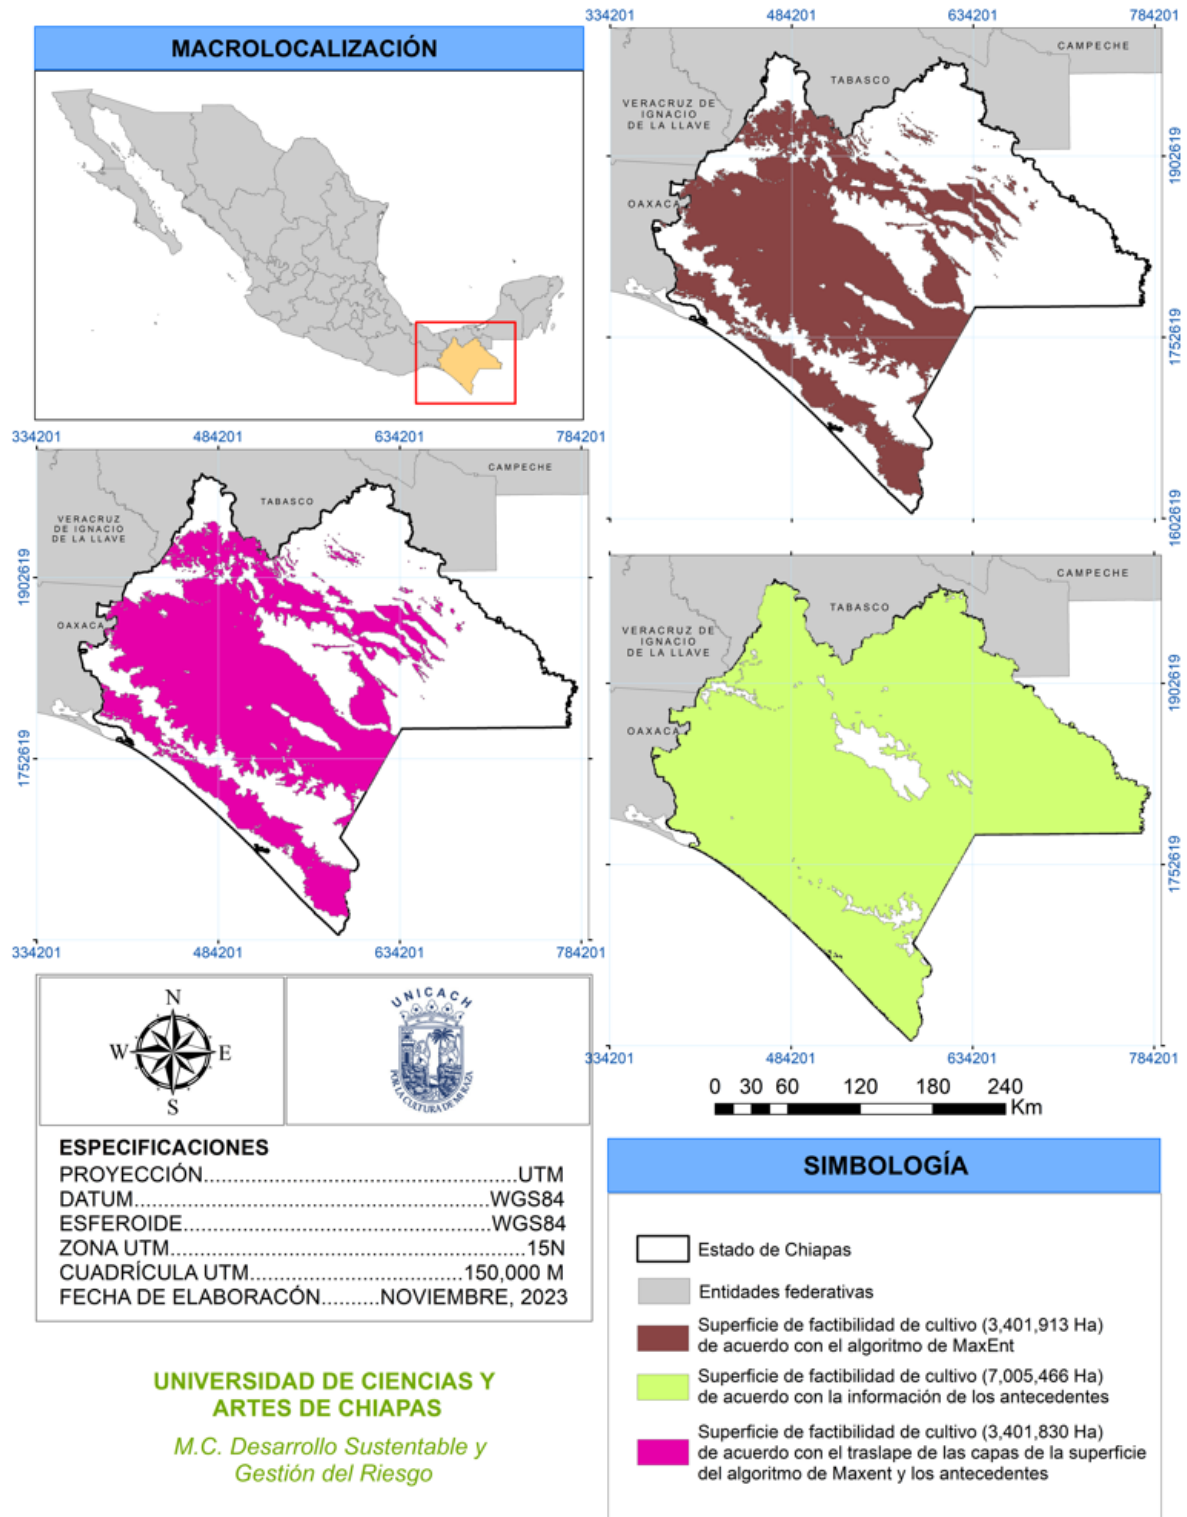 MACROLOCALIZACIÓN
334201
484201
634201
784201
CAMPECHE
TABASCO
VERACRUZ DE
IGNACIO
DE LA LLAVE
OAXACA
1902619
1752619
1602619
334201
484201
634201
784201
CAMPECHE
TABASCO
VERACRUZ
DE IGNACIO
DE LA LLAVE
OAXACA
1902619
1752619
334201
484201
634201
784201
CAMPECHE
TABASCO
VERACRUZ DE
IGNACIO
DE LA LLAVE
OAXACA
1902619
1752619
334201
484201
634201
784201
0 30 60 120 180 240
Km
N
W
E
S
UNICACH
POR LA CULTURA DE MI RAZA
ESPECIFICACIONES
PROYECCIÓN..................................................UTM
DATUM.........................................................WGS84
ESFEROIDE.................................................WGS84
ZONA UTM.........................................................15N
CUADRÍCULA UTM..................................150,000 M
FECHA DE ELABORACÓN..........NOVIEMBRE, 2023
UNIVERSIDAD DE CIENCIAS Y
ARTES DE CHIAPAS
M.C. Desarrollo Sustentable y
Gestión del Riesgo
SIMBOLOGÍA
Estado de Chiapas
Entidades federativas
Superficie de factibilidad de cultivo (3,401,913 Ha)
de acuerdo con el algoritmo de MaxEnt
Superficie de factibilidad de cultivo (7,005,466 Ha)
de acuerdo con la información de los antecedentes
Superficie de factibilidad de cultivo (3,401,830 Ha)
de acuerdo con el traslape de las capas de la superficie
del algoritmo de Maxent y los antecedentes